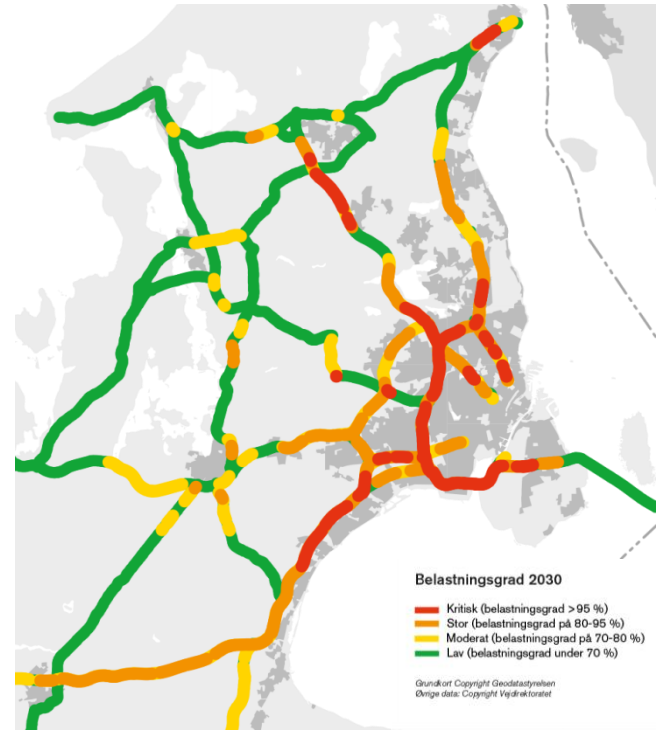 Belastningsgrad 2030
Kritisk (belastningsgrad >95 %)
Stor (belastningsgrad på 80-95 %)
Moderat (belastningsgrad på 70-80 %)
Lav (belastningsgrad under 70 %)
Grundkort Copyright Geodatastyrelsen
Øvrige data: Copyright Vejdirektoratet